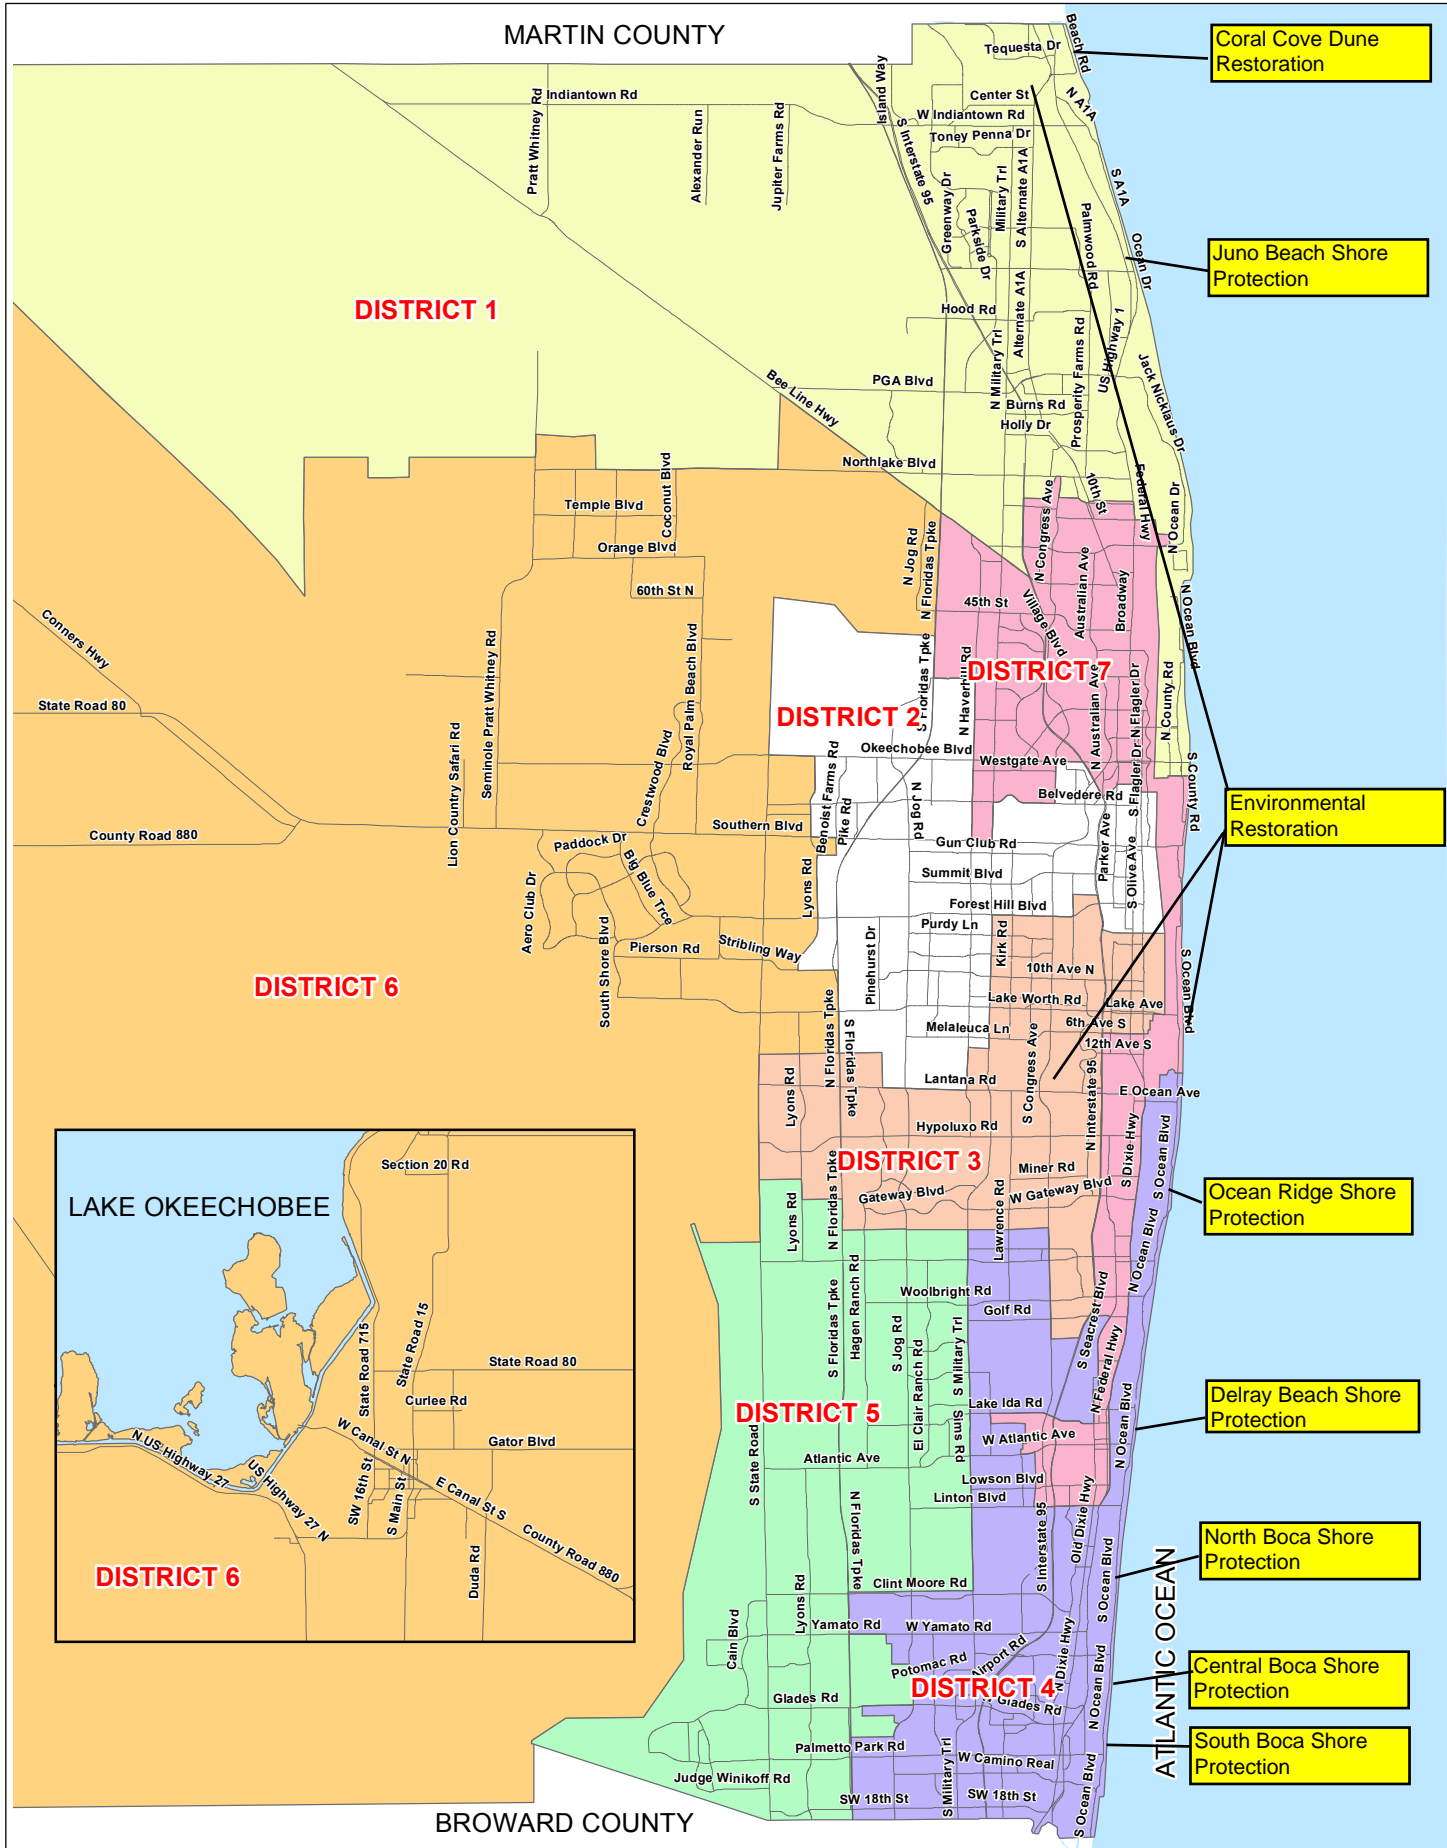 MARTIN COUNTY
Coral Cove Dune
Restoration
Beach Rd
Tequesta Dr
Island Way
Pratt Whitney Rd
Indiantown Rd
Center St
N A1A
Alexander Run
Jupiter Farms Rd
W Indiantown Rd
S Interstate 95
Toney Penna Dr
Greenway Dr
Parkside Dr
Military Trl
S Alternate A1A
Palmwood Rd
S A1A
Ocean Dr
Juno Beach Shore
Protection
DISTRICT 1
Hood Rd
Alternate A1A
N Military Trl
Prosperity Farms Rd
US Highway 1
Jack Nicklaus Dr
Bee Line Hwy
PGA Blvd
Burns Rd
Holly Dr
Northlake Blvd
Coconut Blvd
Temple Blvd
Orange Blvd
60th St N
N Jog Rd
N Floridas Tpke
N Congress Ave
10th St
Federal Hwy
N Ocean Dr
45th St
Village Blvd
Australian Ave
Broadway
N Ocean Blvd
Conners Hwy
State Road 80
Seminole Pratt Whitney Rd
Royal Palm Beach Blvd
DISTRICT 2
S Floridas Tpke
N Haverhill Rd
DISTRICT 7
N Australian Ave
N Flagler Dr
N County Rd
Okeechobee Blvd
Westgate Ave
Lion Country Safari Rd
Crestwood Blvd
Benoist Farms Rd
Pike Rd
N Jog Rd
Belvedere Rd
S Flagler Dr
S County Rd
Environmental
Restoration
County Road 880
Southern Blvd
Paddock Dr
Big Blue Trce
Lyons Rd
Gun Club Rd
Parker Ave
S Olive Ave
Summit Blvd
Aero Club Dr
South Shore Blvd
Forest Hill Blvd
Purdy Ln
Kirk Rd
Pierson Rd
Stribling Way
Pinehurst Dr
10th Ave N
S Ocean Blvd
DISTRICT 6
Lake Worth Rd
Lake Ave
6th Ave S
Melaleuca Ln
12th Ave S
N Floridas Tpke
S Floridas Tpke
S Congress Ave
N Interstate 95
Lantana Rd
E Ocean Ave
Lyons Rd
Hypoluxo Rd
S Dixie Hwy
S Ocean Blvd
DISTRICT 3
Miner Rd
Gateway Blvd
W Gateway Blvd
Lawrence Rd
Ocean Ridge Shore
Protection
Lyons Rd
N Floridas Tpke
N Ocean Blvd
Section 20 Rd
LAKE OKEECHOBEE
State Road 715
State Road 15
State Road 80
Curlee Rd
Gator Blvd
W Canal St N
N US Highway 27
US Highway 27 N
SW 16th St
S Main St
E Canal St S
County Road 880
Duda Rd
DISTRICT 6
Hagen Ranch Rd
S Floridas Tpke
Woolbright Rd
Golf Rd
S Seacrest Blvd
S Jog Rd
El Clair Ranch Rd
S Military Trl
N Federal Hwy
Lake Ida Rd
N Ocean Blvd
Delray Beach Shore
Protection
DISTRICT 5
Sims Rd
W Atlantic Ave
S State Road
Atlantic Ave
Lowson Blvd
Linton Blvd
N Floridas Tpke
S Interstate 95
Old Dixie Hwy
North Boca Shore
Protection
S Ocean Blvd
ATLANTIC OCEAN
Clint Moore Rd
Lyons Rd
Yamato Rd
W Yamato Rd
Cain Blvd
Potomac Rd
Airport Rd
N Dixie Hwy
N Ocean Blvd
Central Boca Shore
Protection
DISTRICT 4
Glades Rd
W Glades Rd
South Boca Shore
Protection
Palmetto Park Rd
W Camino Real
Judge Winikoff Rd
S Military Trl
SW 18th St
SW 18th St
S Ocean Blvd
BROWARD COUNTY